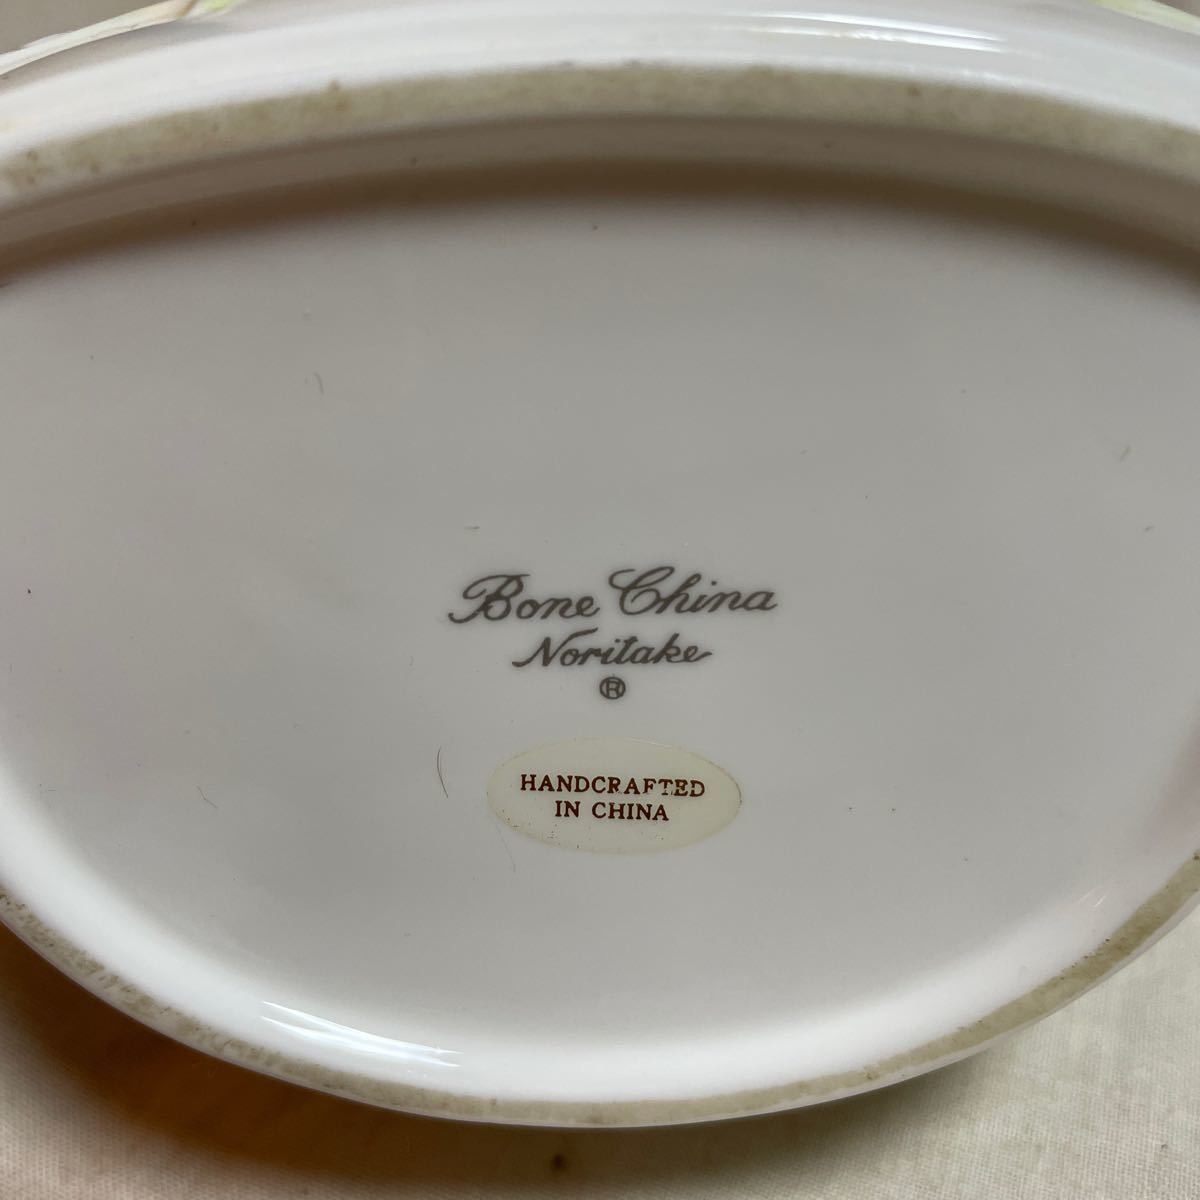 Bone China
Noritake
®
HANDCRAFTED
IN CHINA